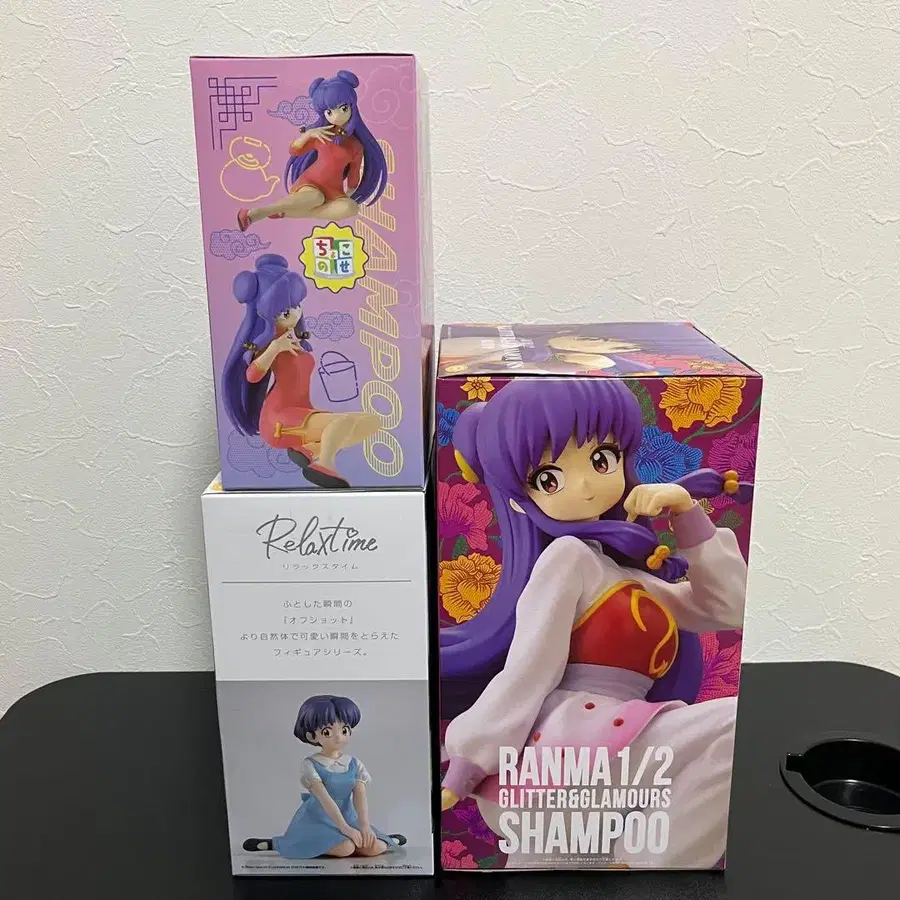 SHAMPOO
ちょ こ
の せ
Relaxtime
リラックスタイム
ふとした瞬間の
『オフショット』
より自然体で可愛い瞬間をとらえた
フィギュアシリーズ。
RANMA 1/2
GLITTER&GLAMOURS
SHAMPOO